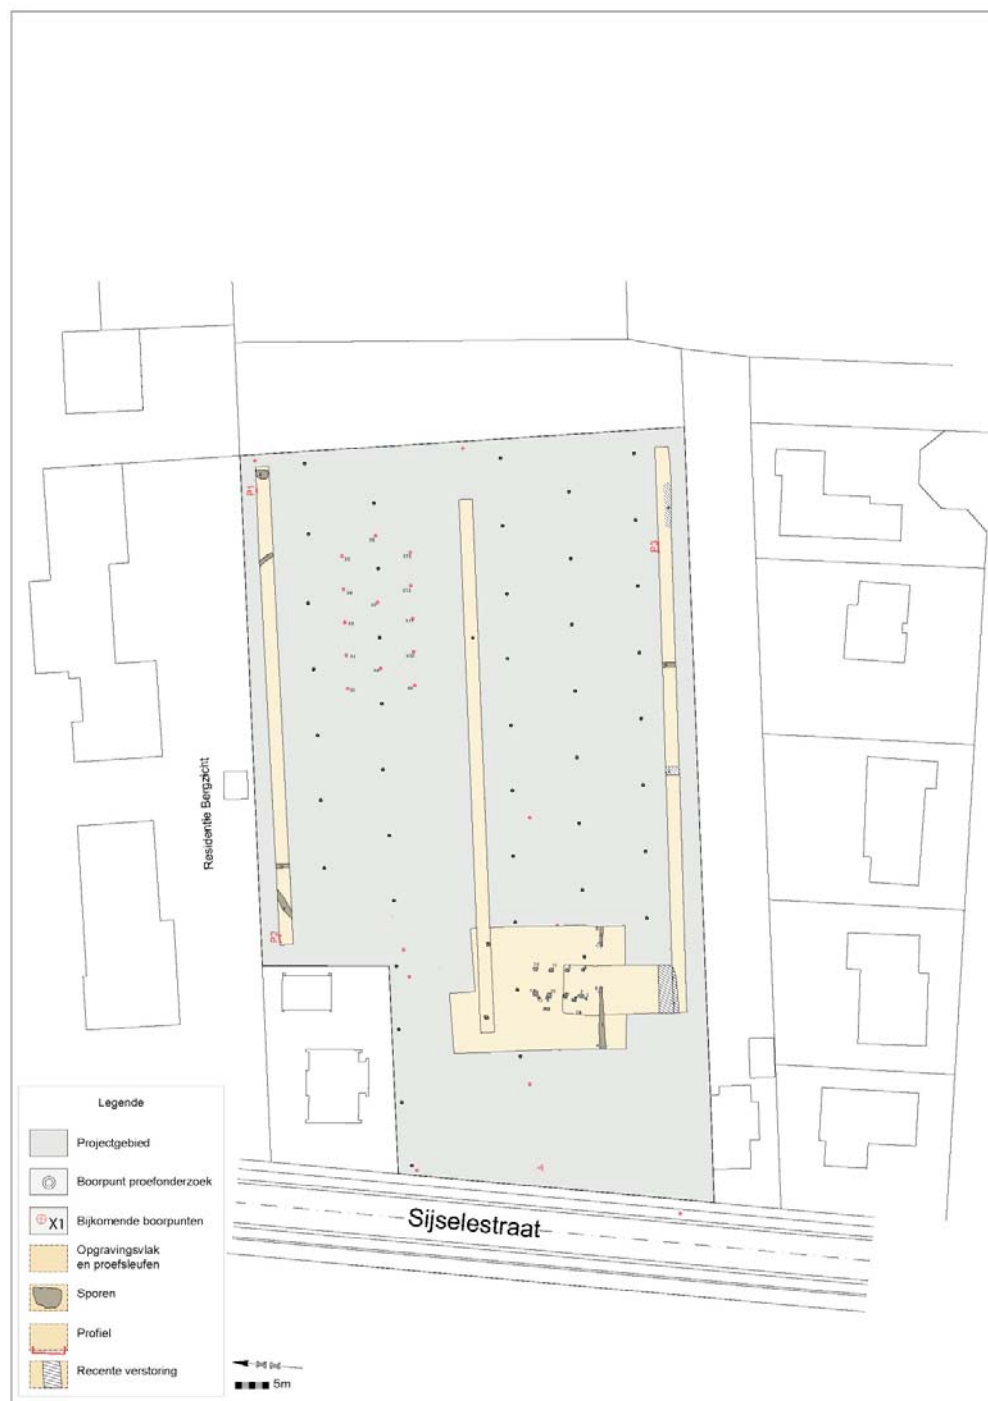 P1
P3
Residentie Bergzicht
P2
Sijselestraat
Legende
Projectgebied
Boorpunt proefonderzoek
X1
Bijkomende boorpunten
Opgravingsvlak
en proefsleufen
Sporen
Profiel
Recente verstoring
5m